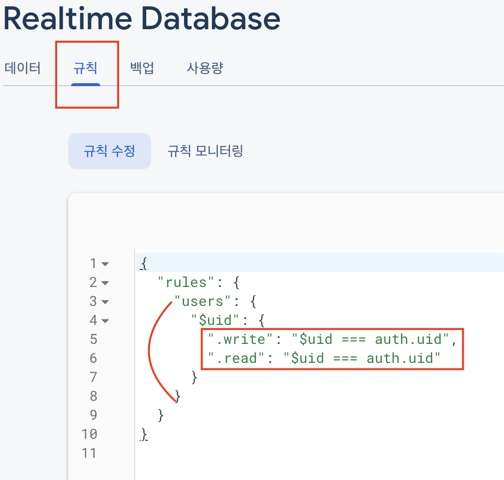 Realtime Database
데이터 규칙 백업 사용량
규칙 수정 규칙 모니터링
1 {
2 "rules": {
3 "users": {
4 "$uid": {
5 ".write": "$uid === auth.uid",
6 ".read": "$uid === auth.uid"
7 }
8 }
9 }
10 }
11